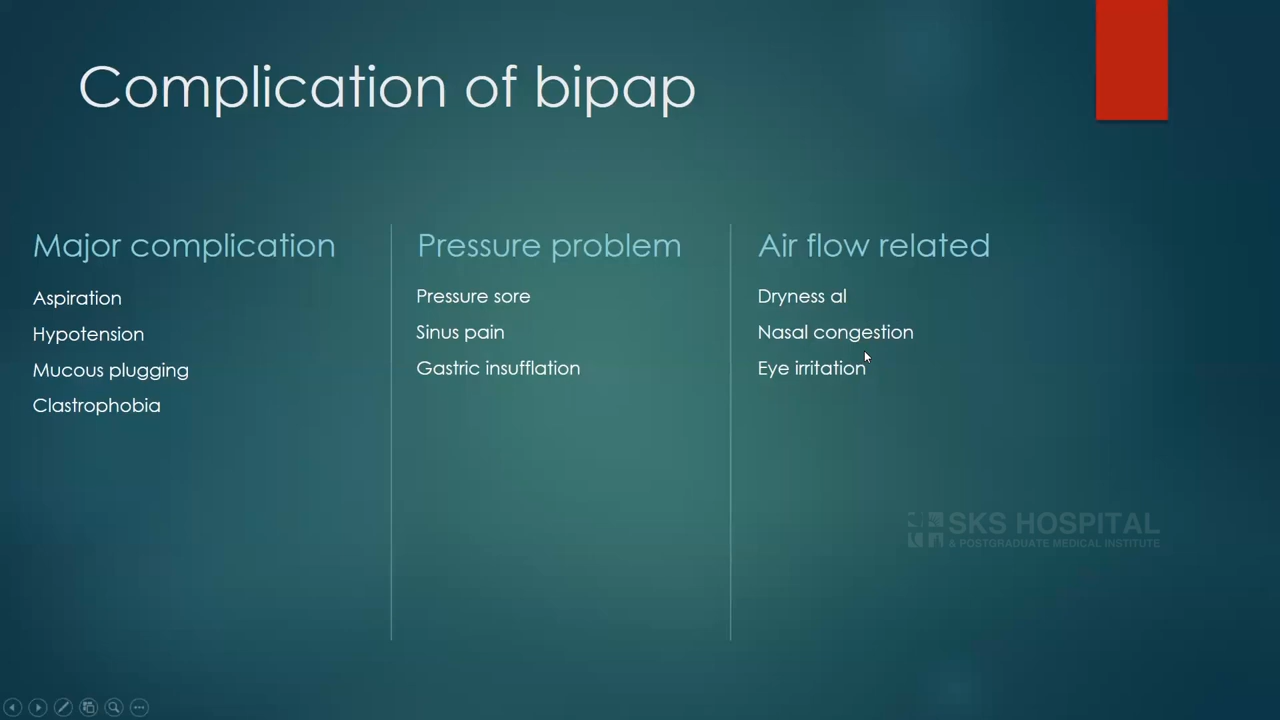 Complication of bipap
Major complication
Aspiration
Hypotension
Mucous plugging
Clastrophobia
Pressure problem
Pressure sore
Sinus pain
Gastric insufflation
Air flow related
Dryness al
Nasal congestion
Eye irritation
SKS HOSPITAL
& POSTGRADUATE MEDICAL INSTITUTE